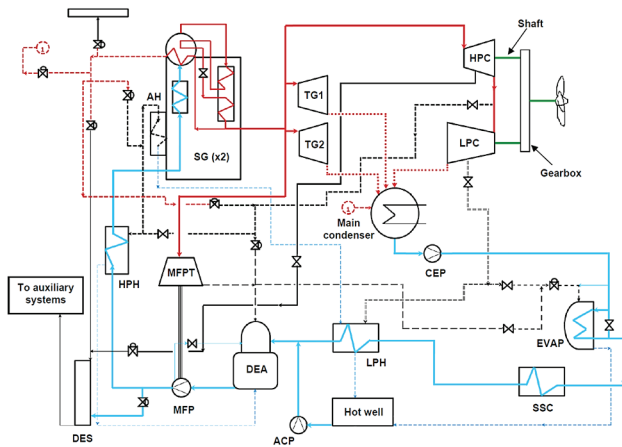 Shaft
HPC
1
AH
TG1
SG (x2)
TG2
LPC
Gearbox
1
Main
condenser
HPH
MFPT
CEP
To auxiliary
systems
EVAP
DEA
LPH
SSC
MFP
Hot well
DES
ACP